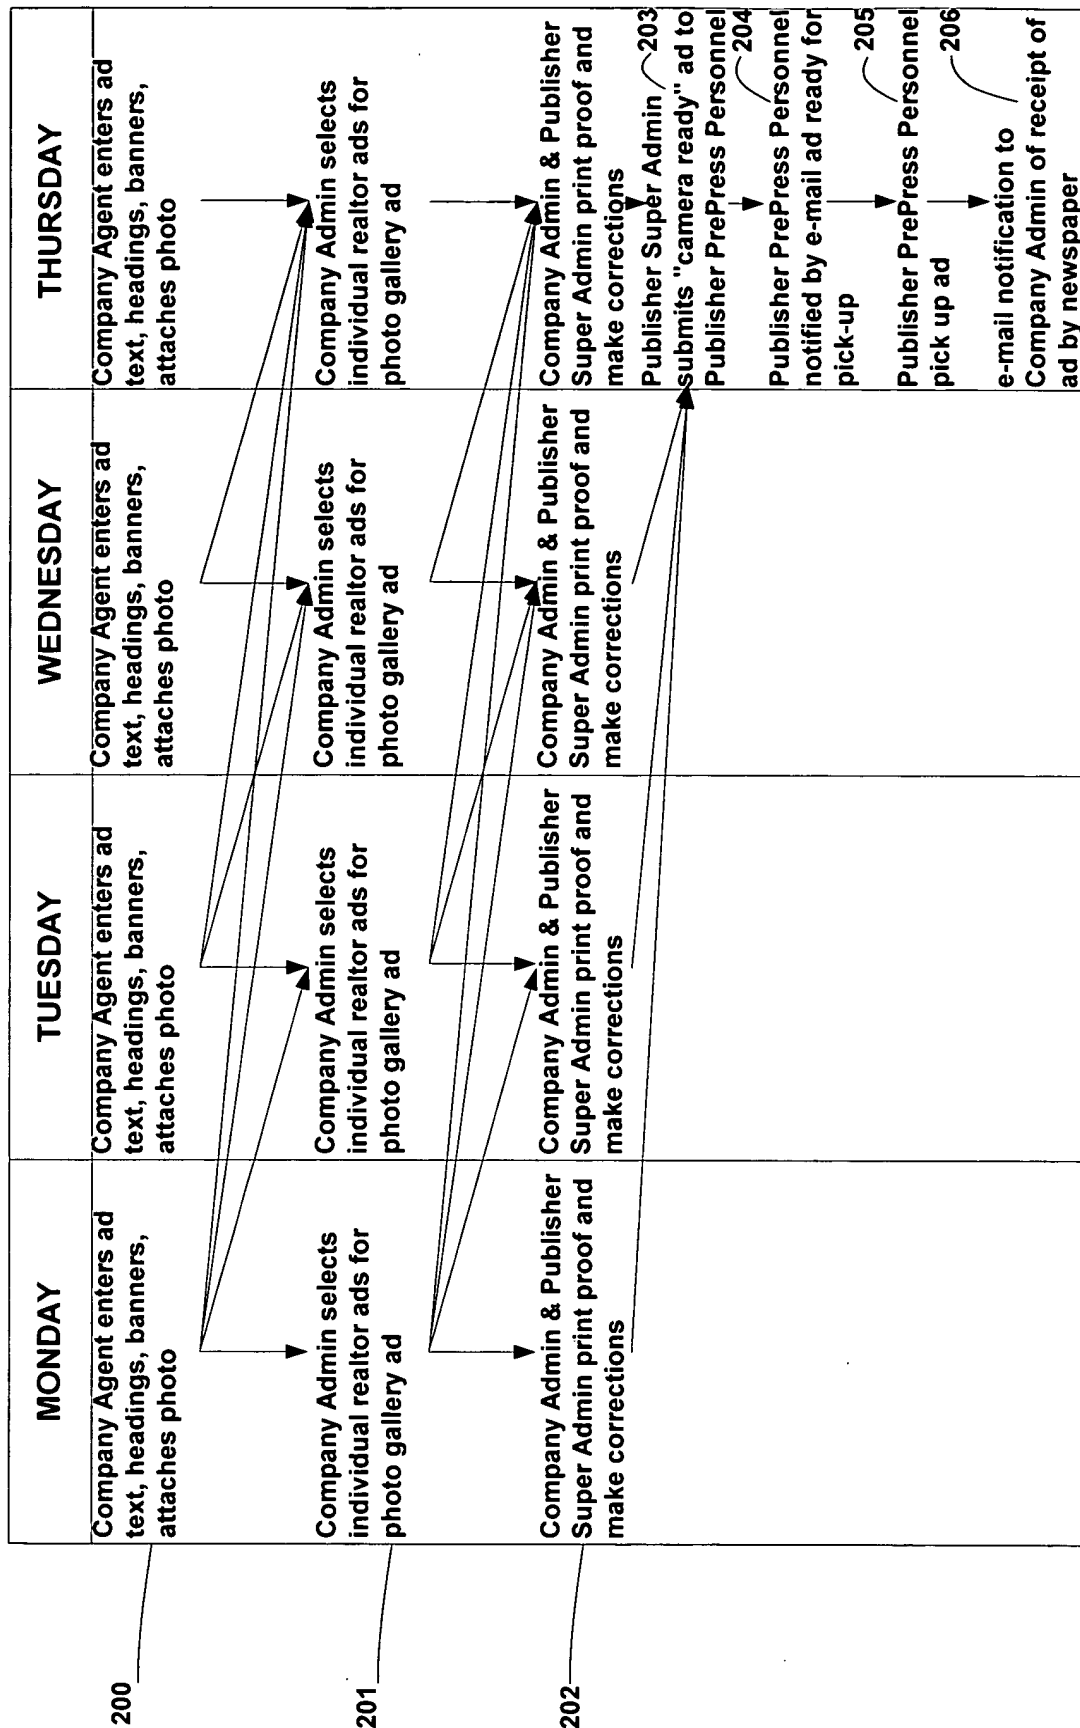 MONDAY
TUESDAY
WEDNESDAY
THURSDAY
200
Company Agent enters ad
text, headings, banners,
attaches photo
Company Agent enters ad
text, headings, banners,
attaches photo
Company Agent enters ad
text, headings, banners,
attaches photo
Company Agent enters ad
text, headings, banners,
attaches photo
201
Company Admin selects
individual realtor ads for
photo gallery ad
Company Admin selects
individual realtor ads for
photo gallery ad
Company Admin selects
individual realtor ads for
photo gallery ad
Company Admin selects
individual realtor ads for
photo gallery ad
202
Company Admin & Publisher
Super Admin print proof and
make corrections
Company Admin & Publisher
Super Admin print proof and
make corrections
Company Admin & Publisher
Super Admin print proof and
make corrections
Company Admin & Publisher
Super Admin print proof and
make corrections
Publisher Super Admin 203
submits "camera ready" ad to
Publisher PrePress Personnel
204
Publisher PrePress Personnel
notified by e-mail ad ready for
pick-up
205
Publisher PrePress Personnel
pick up ad
206
e-mail notification to
Company Admin of receipt of
ad by newspaper